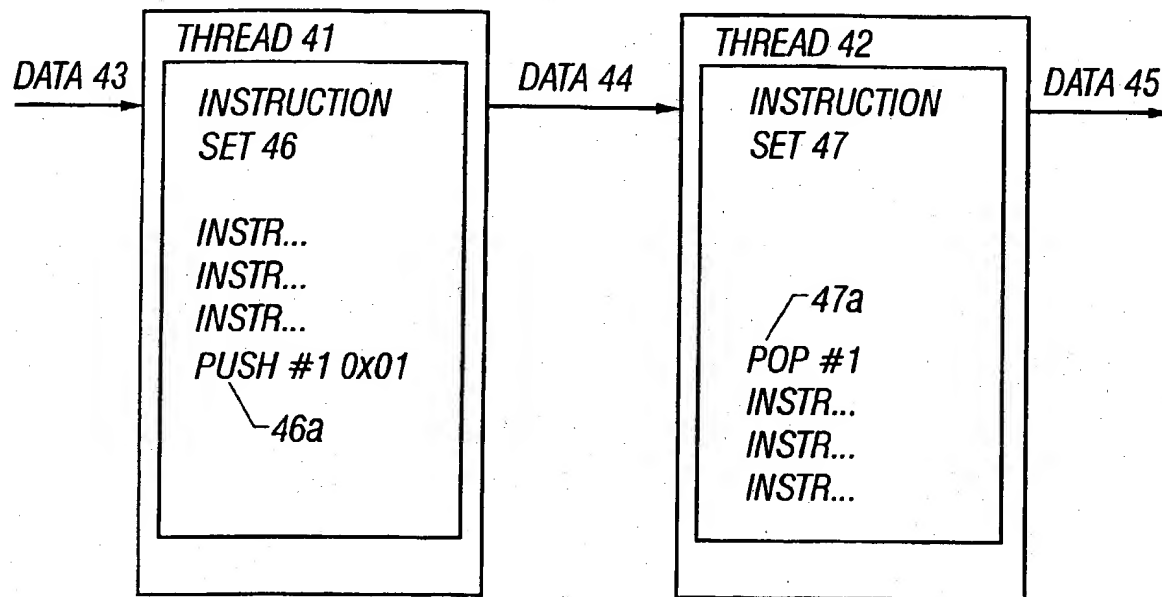 DATA 43
THREAD 41
INSTRUCTION
SET 46
INSTR...
INSTR...
INSTR...
PUSH #1 0x01
46a
DATA 44
THREAD 42
INSTRUCTION
SET 47
47a
POP #1
INSTR...
INSTR...
INSTR...
DATA 45